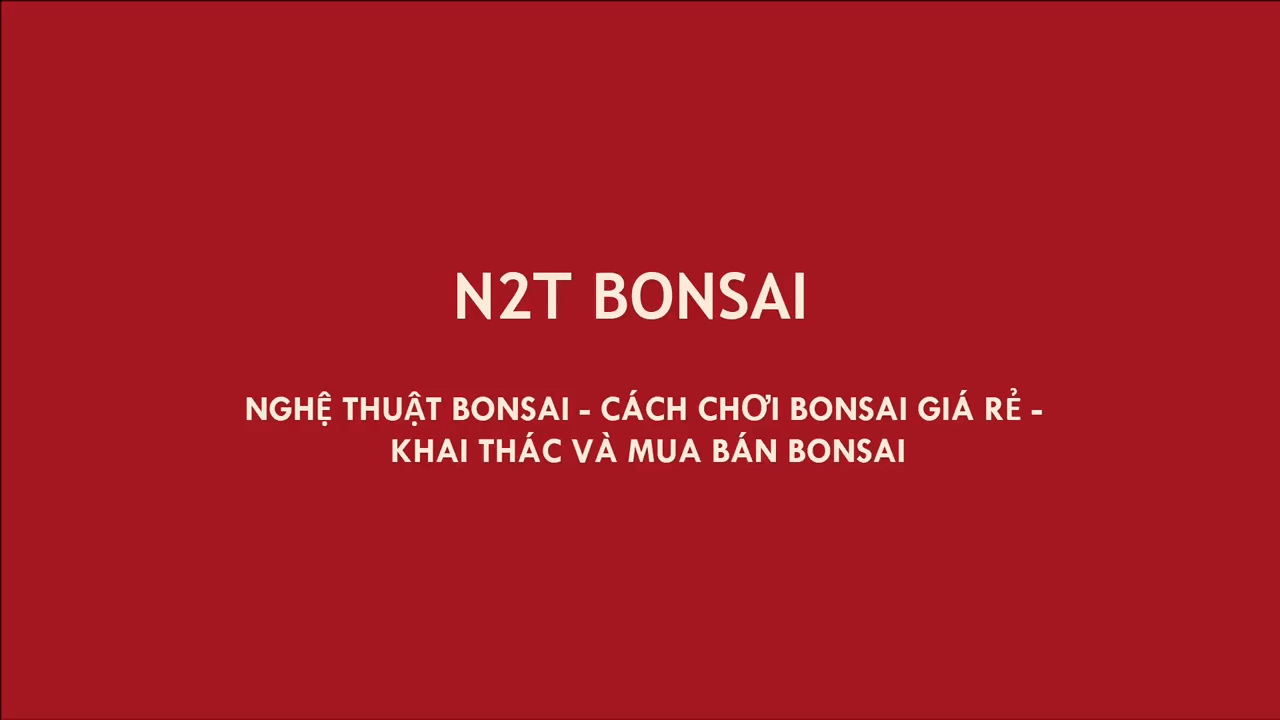 N2T BONSAI
NGHỆ THUẬT BONSAI - CÁCH CHƠI BONSAI GIÁ RẺ -
KHAI THÁC VÀ MUA BÁN BONSAI